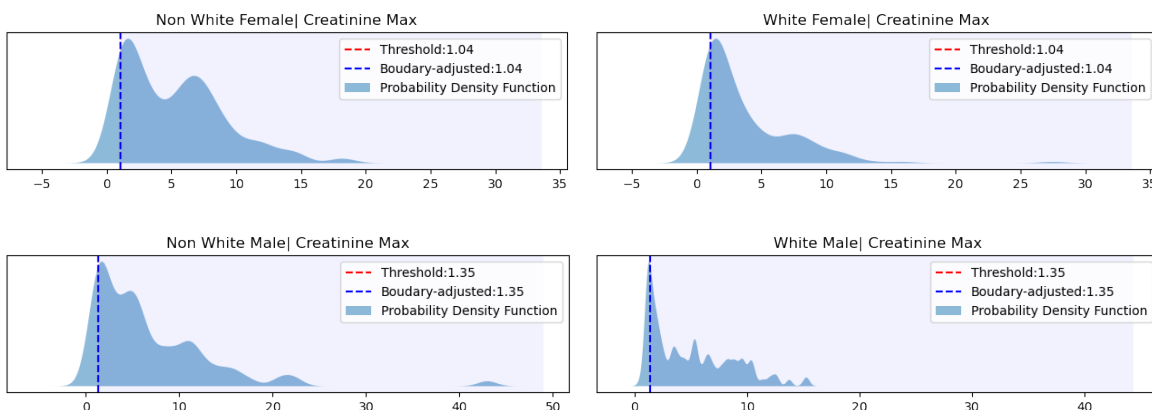 Non White Female| Creatinine Max
Threshold:1.04
Boudary-adjusted:1.04
Probability Density Function
−5 0 5 10 15 20 25 30 35
White Female| Creatinine Max
Threshold:1.04
Boudary-adjusted:1.04
Probability Density Function
−5 0 5 10 15 20 25 30 35
Non White Male| Creatinine Max
Threshold:1.35
Boudary-adjusted:1.35
Probability Density Function
0 10 20 30 40 50
White Male| Creatinine Max
Threshold:1.35
Boudary-adjusted:1.35
Probability Density Function
0 10 20 30 40